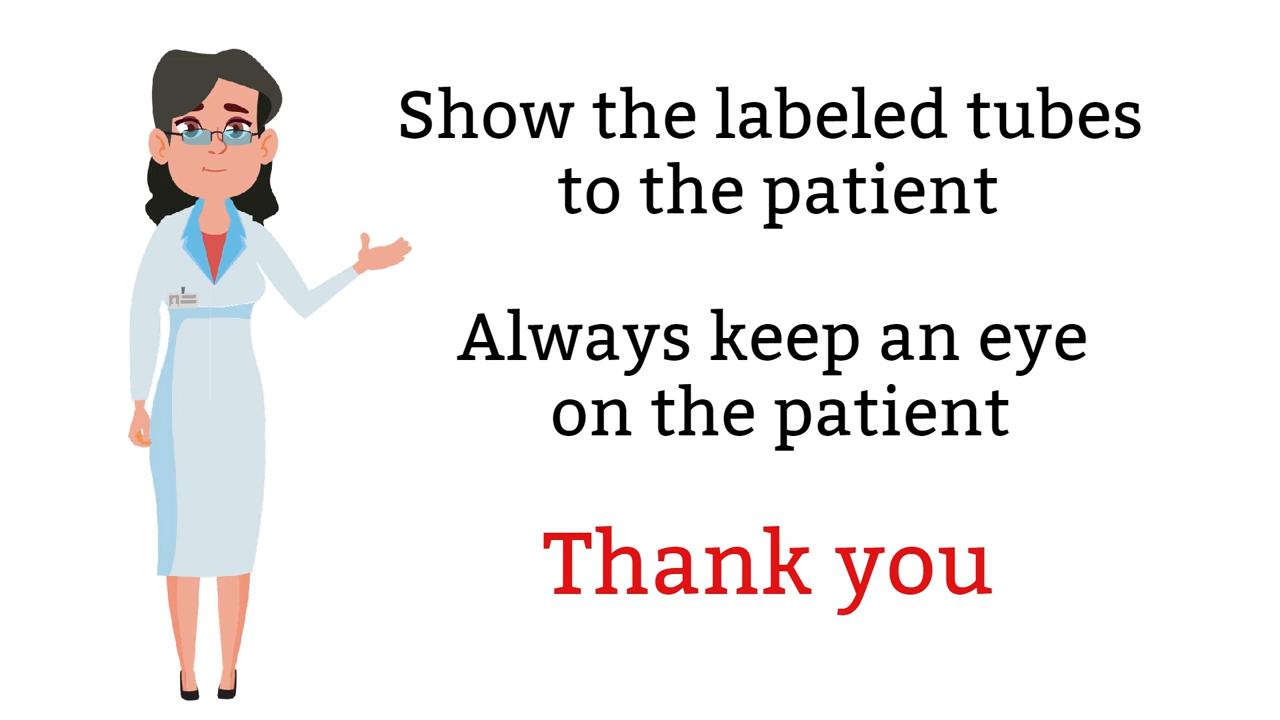 Show the labeled tubes
to the patient
Always keep an eye
on the patient
Thank you